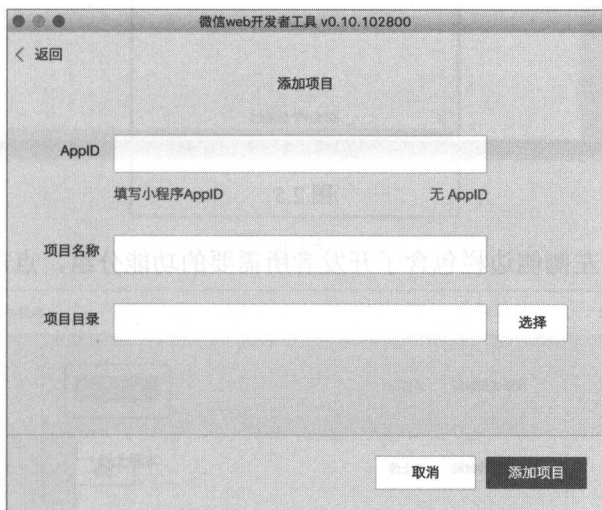 微信web开发者工具 v0.10.102800
返回
添加项目
AppID
填写小程序AppID 无 AppID
项目名称
项目目录 选择
取消 添加项目